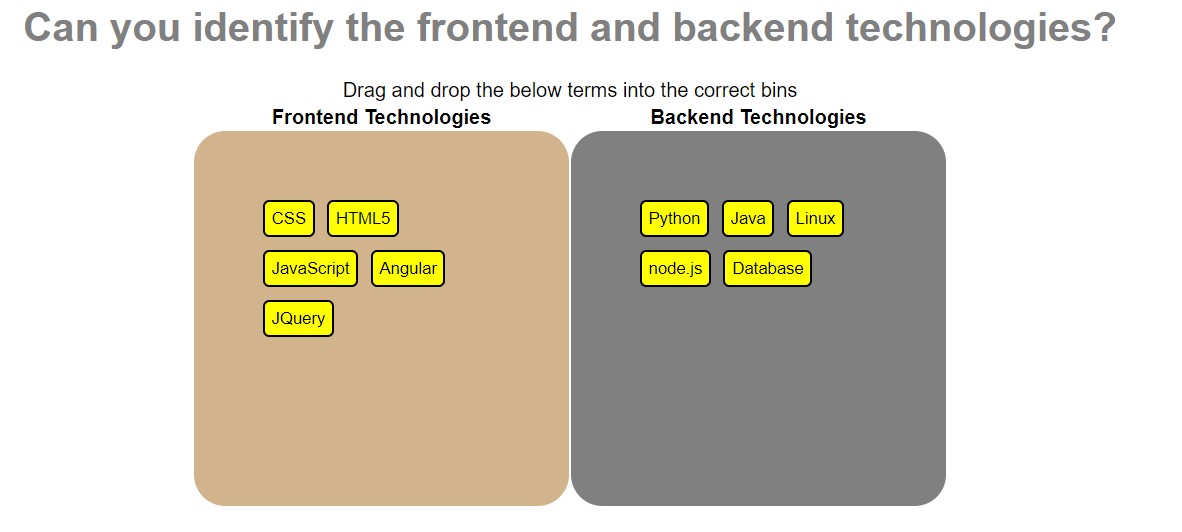 Can you identify the frontend and backend technologies?
Drag and drop the below terms into the correct bins
Frontend Technologies
Backend Technologies
CSS HTML5
JavaScript Angular
JQuery
Python Java Linux
node.js Database